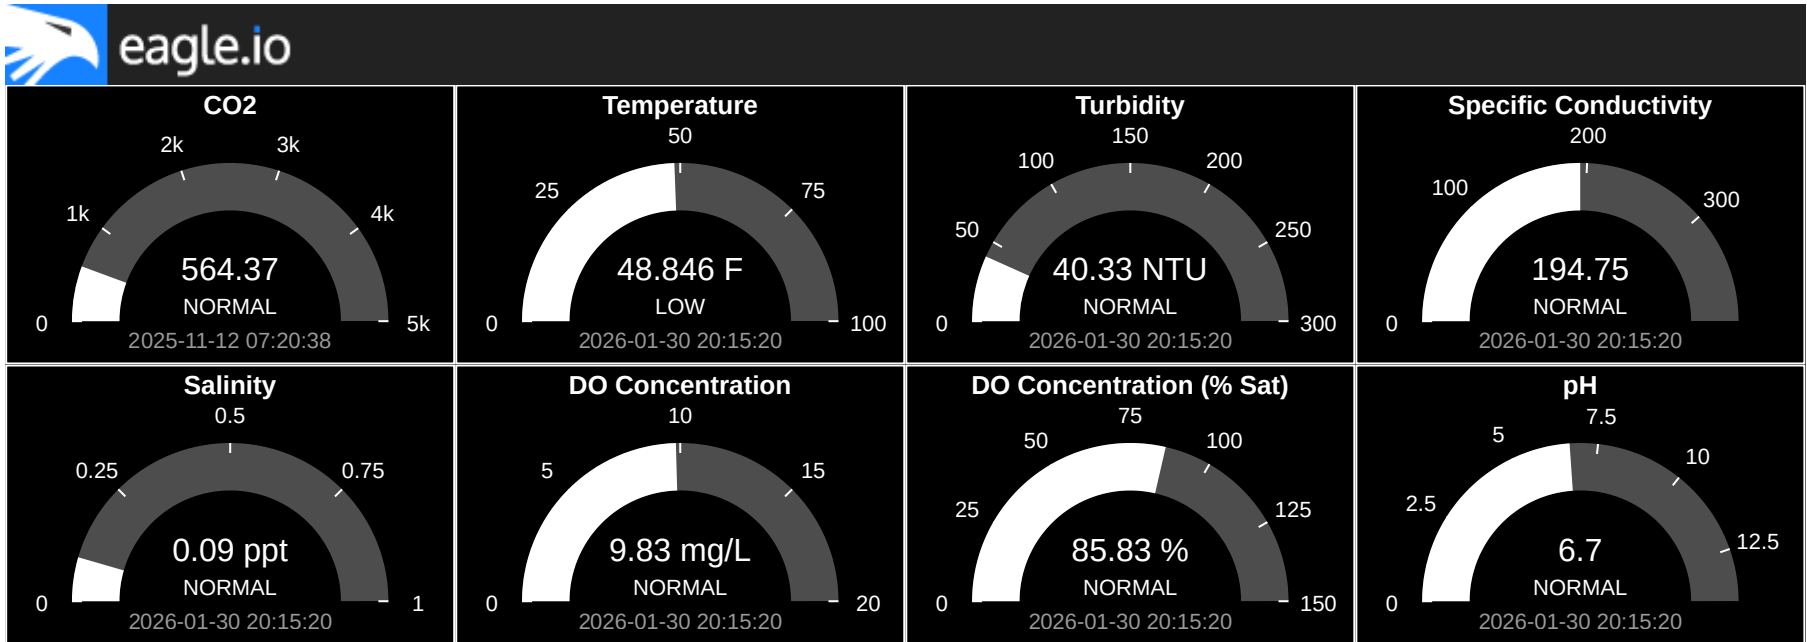 eagle.io
CO2
0
1k
2k
3k
4k
5k
564.37
NORMAL
2025-11-12 07:20:38
Temperature
0
25
50
75
100
48.846 F
LOW
2026-01-30 20:15:20
Turbidity
0
50
100
150
200
250
300
40.33 NTU
NORMAL
2026-01-30 20:15:20
Specific Conductivity
0
100
200
300
194.75
NORMAL
2026-01-30 20:15:20
Salinity
0
0.25
0.5
0.75
1
0.09 ppt
NORMAL
2026-01-30 20:15:20
DO Concentration
0
5
10
15
20
9.83 mg/L
NORMAL
2026-01-30 20:15:20
DO Concentration (% Sat)
0
25
50
75
100
125
150
85.83 %
NORMAL
2026-01-30 20:15:20
pH
0
2.5
5
7.5
10
12.5
6.7
NORMAL
2026-01-30 20:15:20